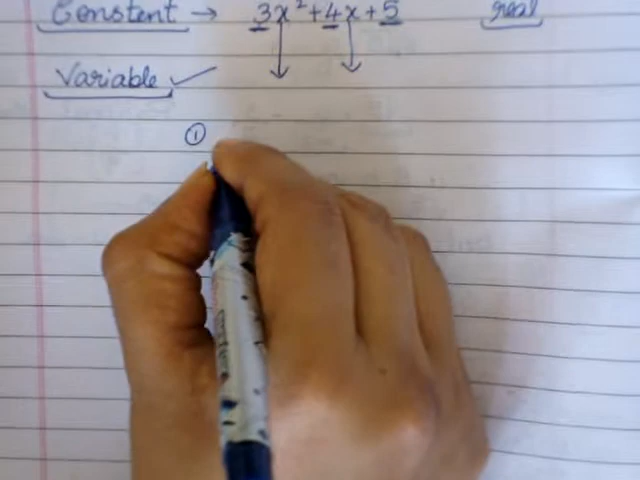 Constant → 3x²+4x+5 real
Variable ✓
①